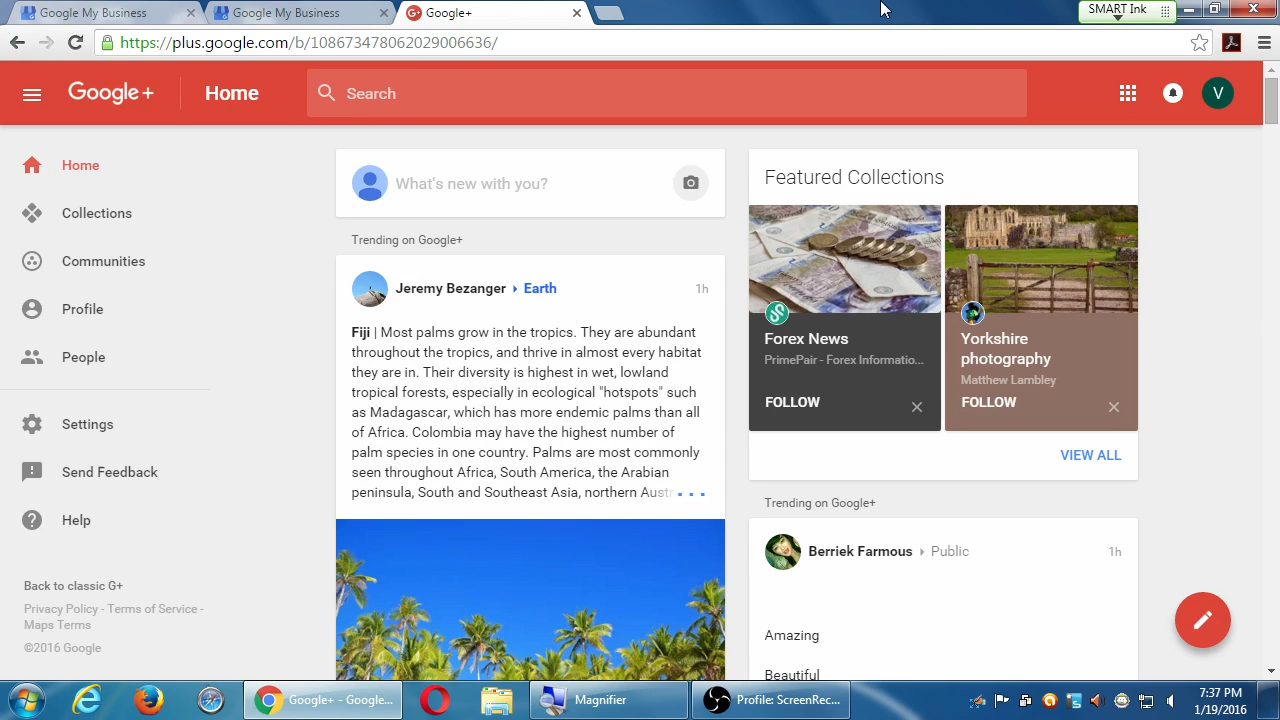 Google My Business
Google My Business
Google+
SMART Ink
https://plus.google.com/b/108673478062029006636/
Google+
Home
Search
V
Home
Collections
Communities
Profile
People
Settings
Send Feedback
Help
Back to classic G+
Privacy Policy - Terms of Service -
Maps Terms
©2016 Google
What's new with you?
Trending on Google+
Jeremy Bezanger
Earth
1h
Fiji | Most palms grow in the tropics. They are abundant
throughout the tropics, and thrive in almost every habitat
they are in. Their diversity is highest in wet, lowland
tropical forests, especially in ecological "hotspots" such
as Madagascar, which has more endemic palms than all
of Africa. Colombia may have the highest number of
palm species in one country. Palms are most commonly
seen throughout Africa, South America, the Arabian
peninsula, South and Southeast Asia, northern Austr...
Featured Collections
Forex News
PrimePair - Forex Informatio...
FOLLOW
Yorkshire
photography
Matthew Lambley
FOLLOW
VIEW ALL
Trending on Google+
Berriek Farmous
Public
1h
Amazing
Beautiful
Google+ - Google...
Magnifier
Profile: ScreenRec...
7:37 PM
1/19/2016